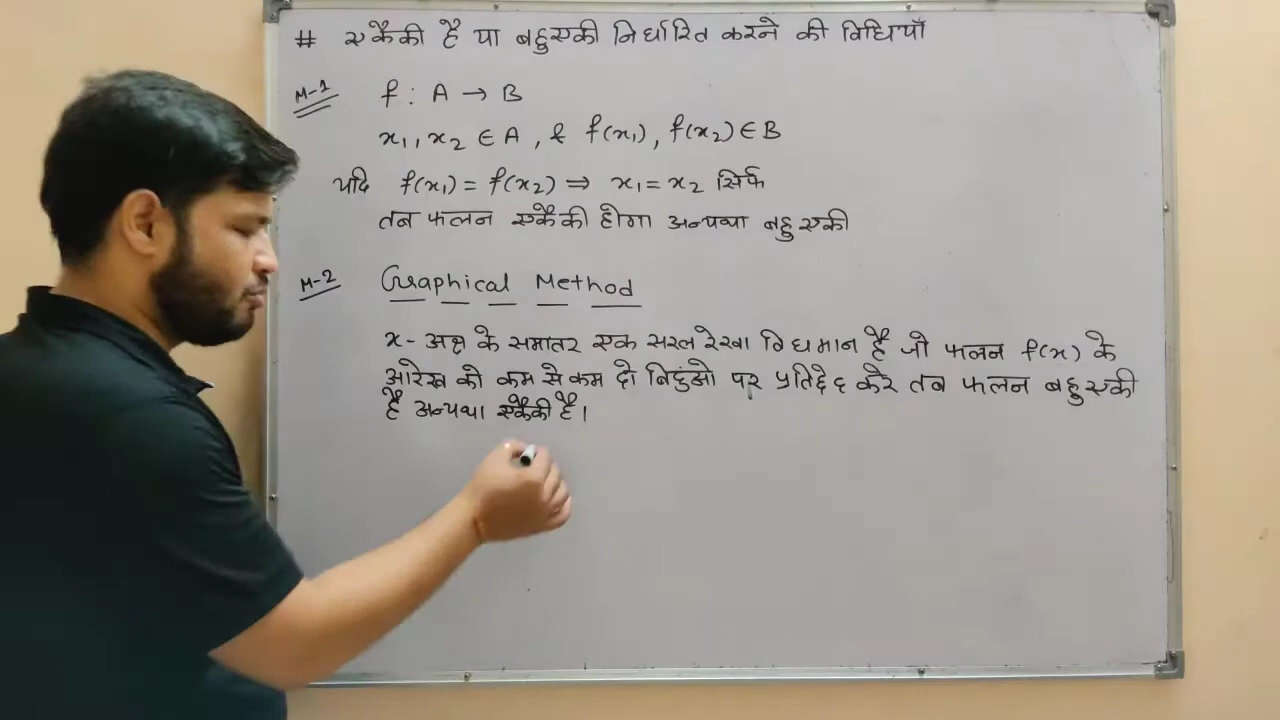 # एकैकी है या बहुएकी निर्धारित करने की विधियाँ
M-1 f : A → B
x₁, x₂ ∈ A , & f(x₁), f(x₂) ∈ B
यदि f(x₁) = f(x₂) ⇒ x₁ = x₂ सिर्फ
तब फलन एकैकी होगा अन्यथा बहुएकी
M-2 Graphical Method
x - अक्ष के समातर एक सरल रेखा विधमान है जो फलन f(x) के
आरेख को कम से कम दो बिदुंओ पर प्रतिद्देद करे तब फलन बहुएकी
है अन्यथा एकैकी है।